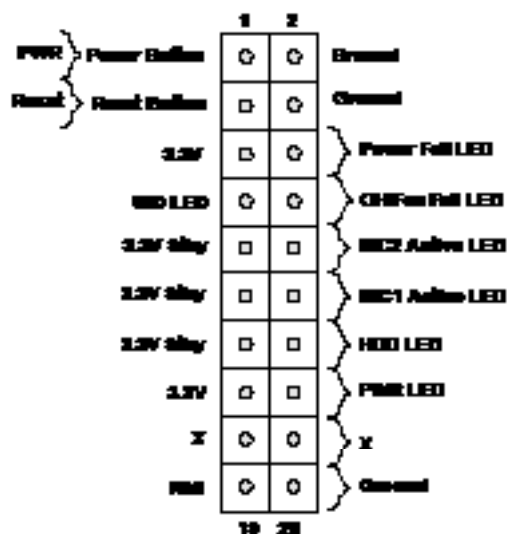 1 2
PWR Power Button Ground
Reset Reset Button Ground
3.3V Power Fail LED
UID LED OH/Fan Fail LED
3.3V Stby NIC2 Active LED
3.3V Stby NIC1 Active LED
3.3V Stby HDD LED
3.3V PWR LED
X X
NMI Ground
19 20